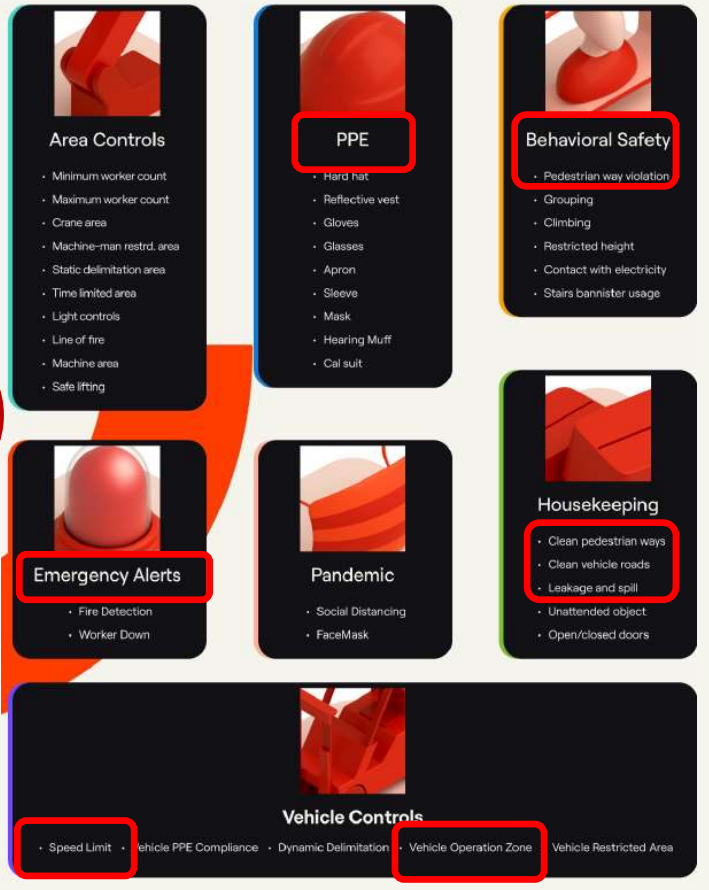 Area Controls
• Minimum worker count
• Maximum worker count
• Crane area
• Machine-man restrd. area
• Static delimitation area
• Time limited area
• Light controls
• Line of fire
• Machine area
• Safe lifting
PPE
• Hard hat
• Reflective vest
• Gloves
• Glasses
• Apron
• Sleeve
• Mask
• Hearing Muff
• Cal suit
Behavioral Safety
• Pedestrian way violation
• Grouping
• Climbing
• Restricted height
• Contact with electricity
• Stairs bannister usage
Emergency Alerts
• Fire Detection
• Worker Down
Pandemic
• Social Distancing
• FaceMask
Housekeeping
• Clean pedestrian ways
• Clean vehicle roads
• Leakage and spill
• Unattended object
• Open/closed doors
Vehicle Controls
• Speed Limit • Vehicle PPE Compliance • Dynamic Delimitation • Vehicle Operation Zone Vehicle Restricted Area